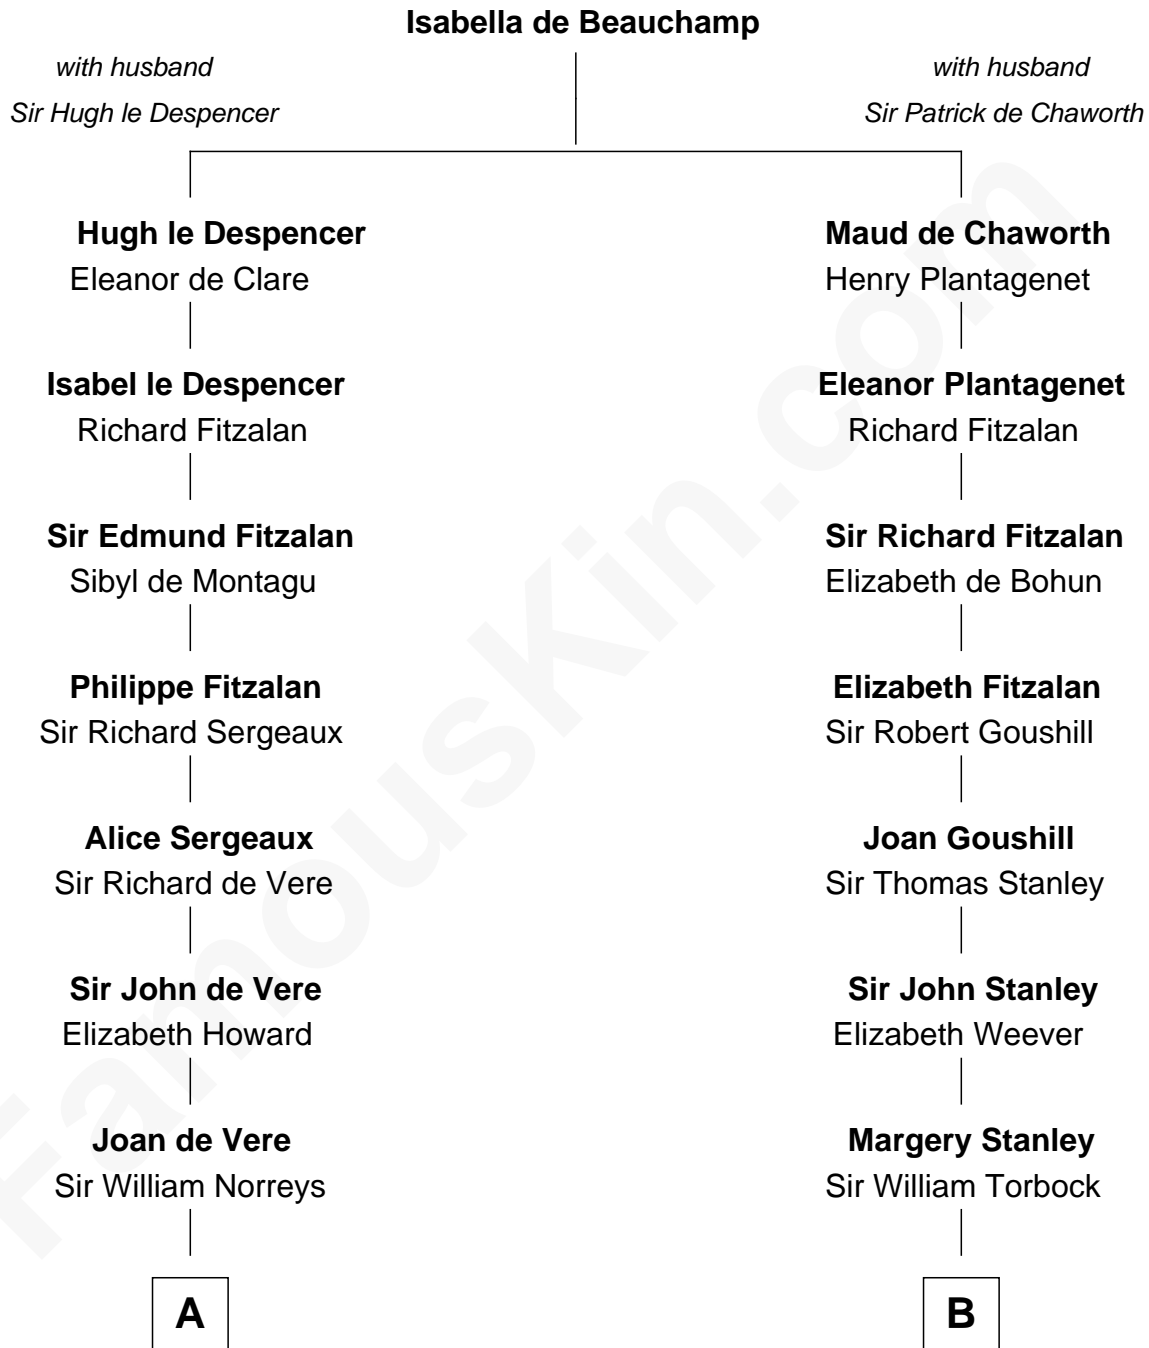 Isabella de Beauchamp
with husband
Sir Hugh le Despencer
with husband
Sir Patrick de Chaworth
Hugh le Despencer
Eleanor de Clare
Maud de Chaworth
Henry Plantagenet
Isabel le Despencer
Richard Fitzalan
Eleanor Plantagenet
Richard Fitzalan
Sir Edmund Fitzalan
Sibyl de Montagu
Sir Richard Fitzalan
Elizabeth de Bohun
Philippe Fitzalan
Sir Richard Sergeaux
Elizabeth Fitzalan
Sir Robert Goushill
Alice Sergeaux
Sir Richard de Vere
Joan Goushill
Sir Thomas Stanley
Sir John de Vere
Elizabeth Howard
Sir John Stanley
Elizabeth Weever
Joan de Vere
Sir William Norreys
Margery Stanley
Sir William Torbock
A
B
FamousKin.com